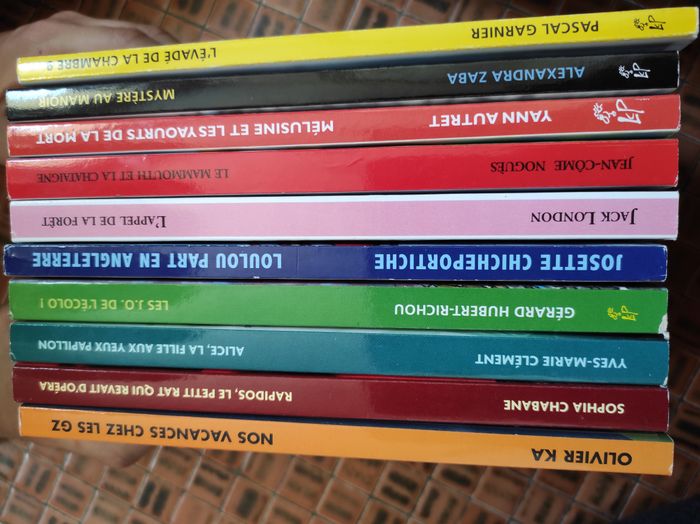 OLIVIER KA NOS VACANCES CHEZ LES GZ
SOPHIA CHABANE RAPIDOS, LE PETIT RAT QUI REVAIT D'OPÉRA
YVES-MARIE CLÉMENT ALICE, LA FILLE AUX YEUX PAPILLON
GÉRARD HUBERT-RICHOU LES J.O. DE L'ÉCOLO !
JOSETTE CHICHEPORTICHE LOULOU PART EN ANGLETERRE
JACK LONDON L'APPEL DE LA FORÊT
JEAN-CÔME NOGUÈS LE MAMMOUTH ET LA CHATAIGNE
YANN AUTRET MÉLUSINE ET LES YAOURTS DE LA MORT
ALEXANDRA ZABA MYSTÈRE AU MANOIR
PASCAL GARNIER L'ÉVADÉ DE LA CHAMBRE 9